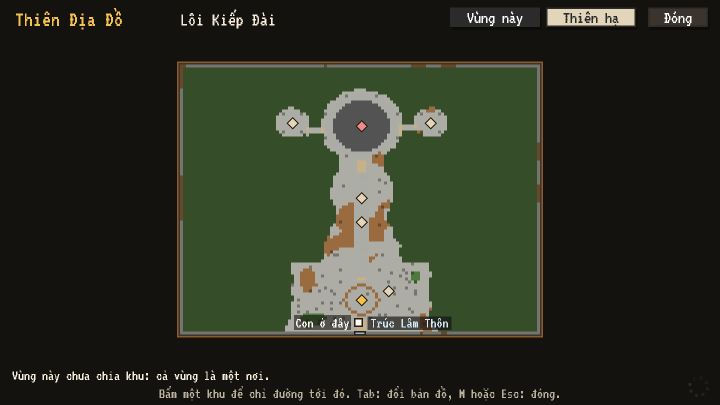 Thiên Địa Đồ
Lôi Kiếp Đài
Vùng này
Thiên hạ
Đóng
Con ở đây
Trúc Lâm Thôn
Vùng này chưa chia khu: cả vùng là một nơi.
Bấm một khu để chỉ đường tới đó. Tab: đổi bản đồ, M hoặc Esc: đóng.